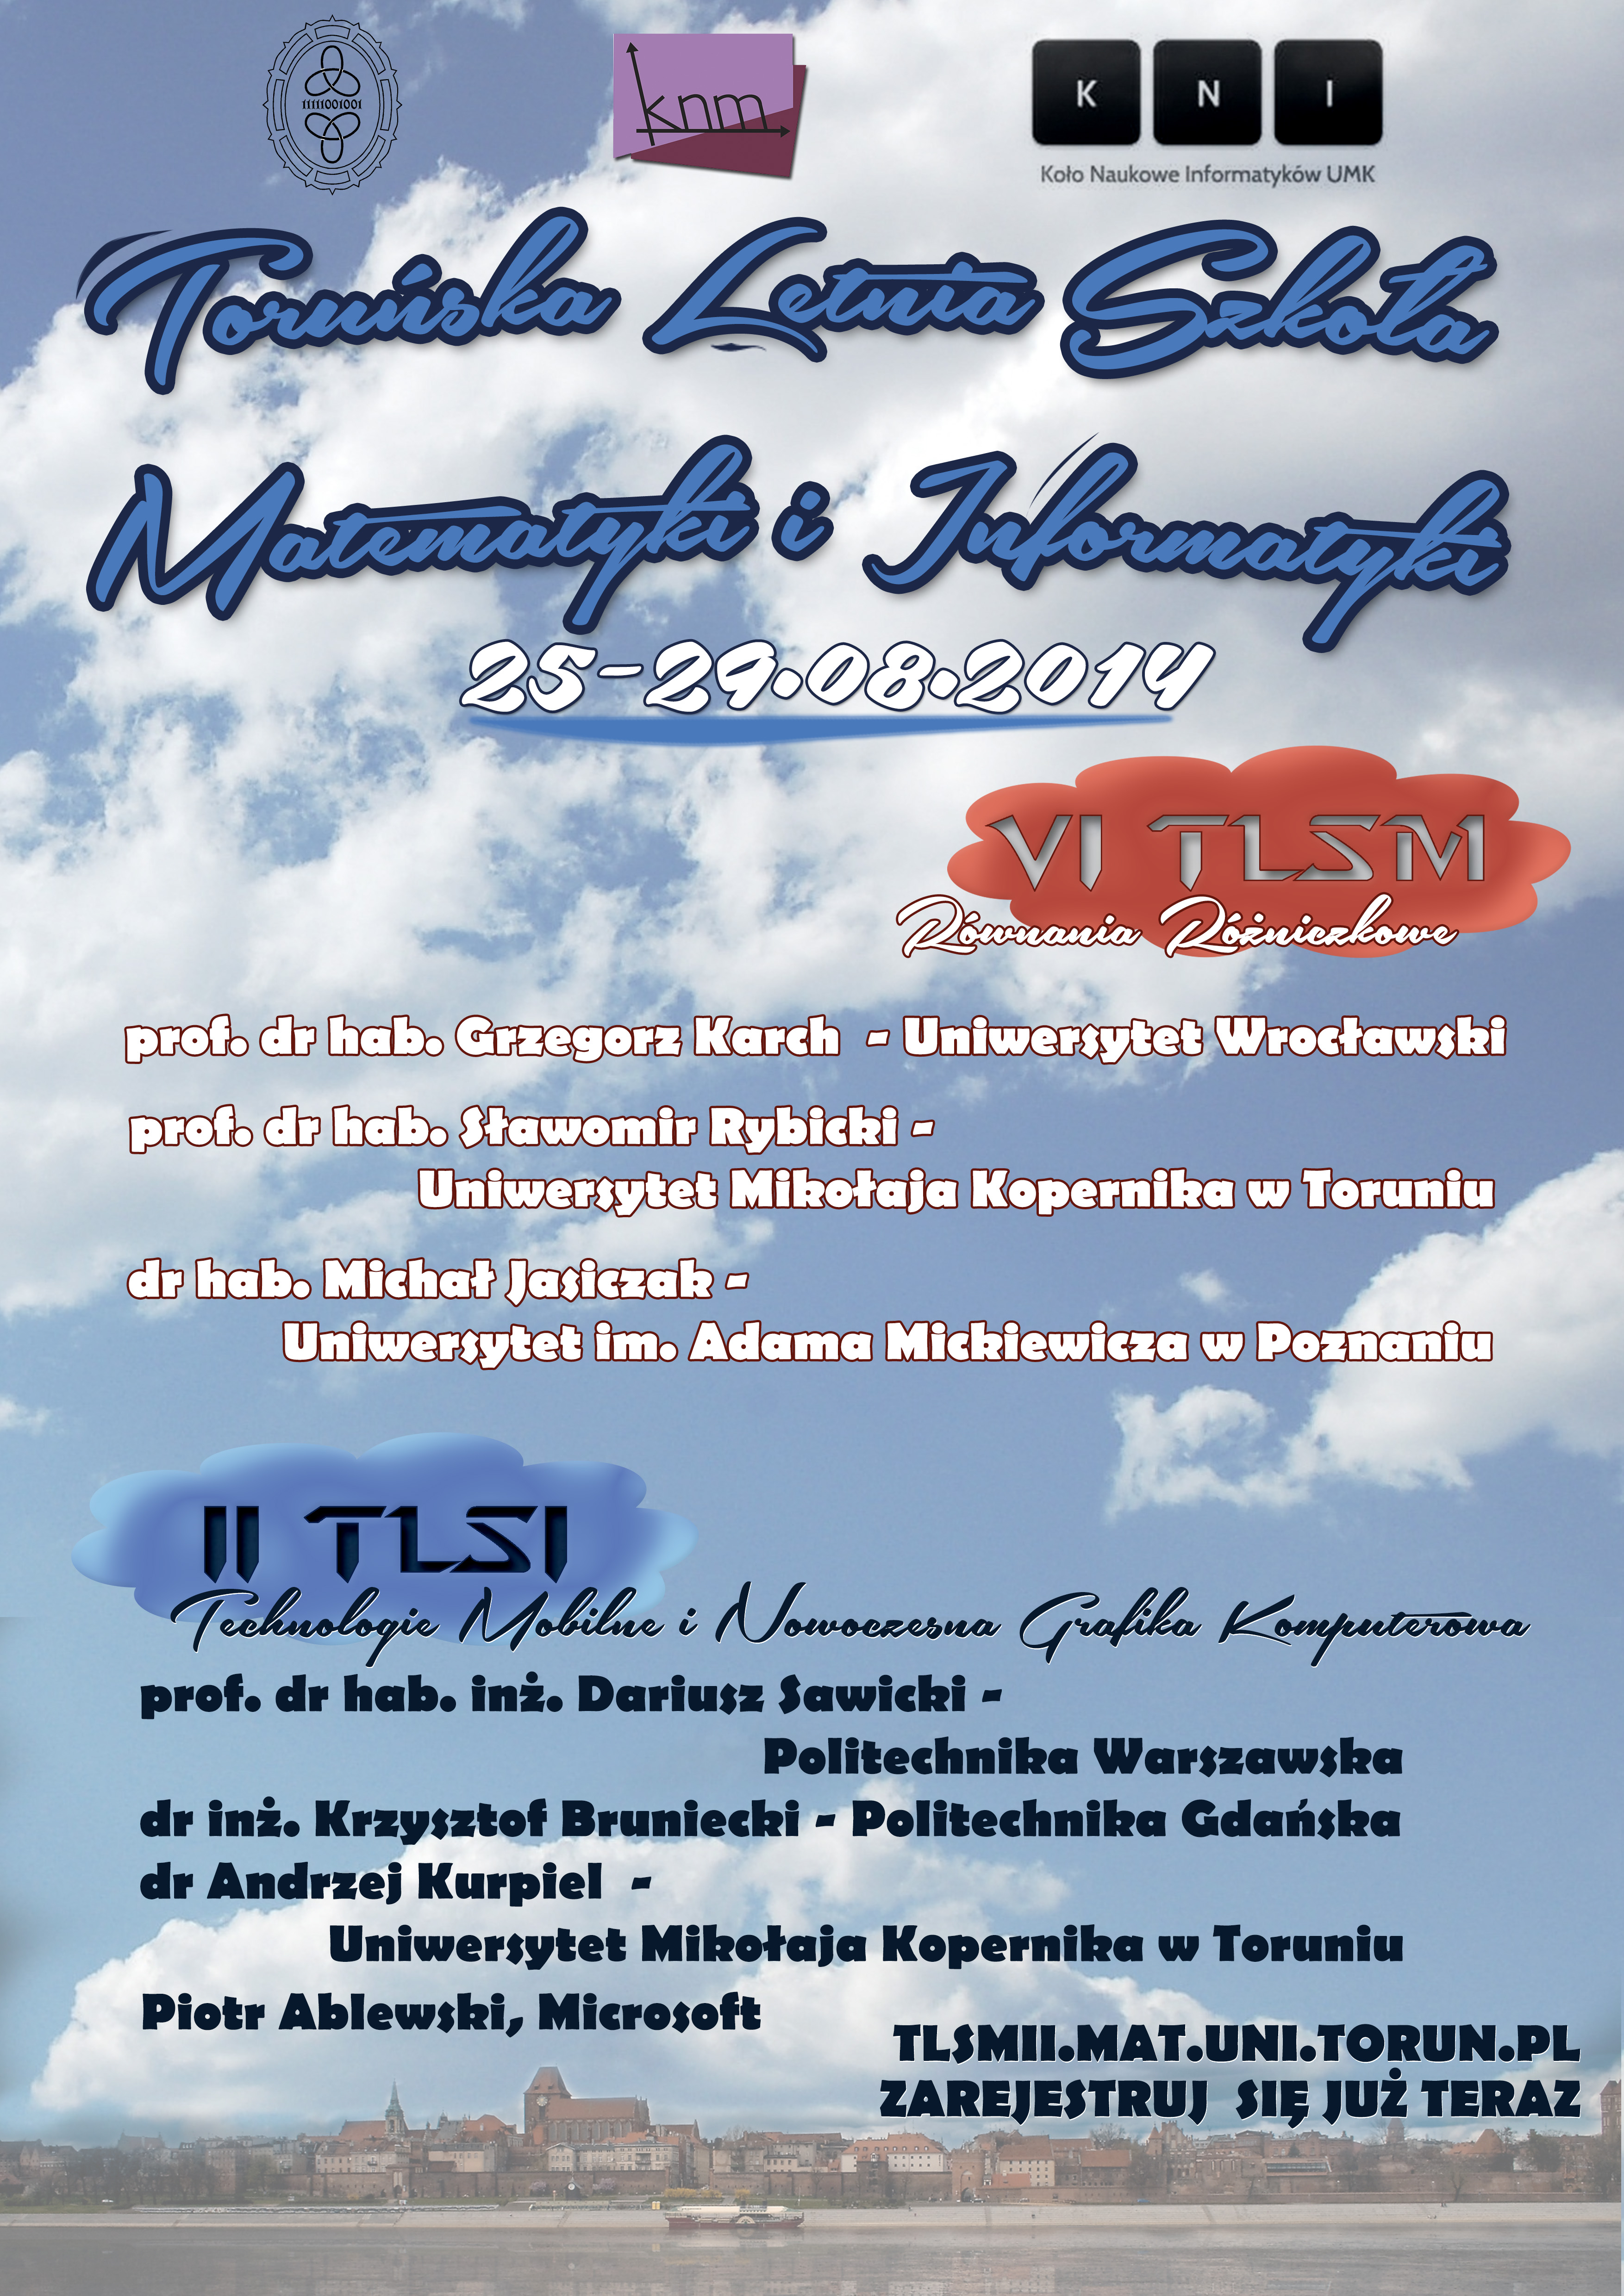 11111001001
knm
K N I
Koło Naukowe Informatyków UMK
Toruńska Letnia Szkoła
Matematyki i Informatyki
25-29.08.2014
VI TLSM
Równania Różniczkowe
prof. dr hab. Grzegorz Karch - Uniwersytet Wrocławski
prof. dr hab. Sławomir Rybicki -
Uniwersytet Mikołaja Kopernika w Toruniu
dr hab. Michał Jasiczak -
Uniwersytet im. Adama Mickiewicza w Poznaniu
II TLSI
Technologie Mobilne i Nowoczesna Grafika Komputerowa
prof. dr hab. inż. Dariusz Sawicki -
Politechnika Warszawska
dr inż. Krzysztof Bruniecki - Politechnika Gdańska
dr Andrzej Kurpiel -
Uniwersytet Mikołaja Kopernika w Toruniu
Piotr Ablewski, Microsoft
TLSMII.MAT.UNI.TORUN.PL
ZAREJESTRUJ SIĘ JUŻ TERAZ